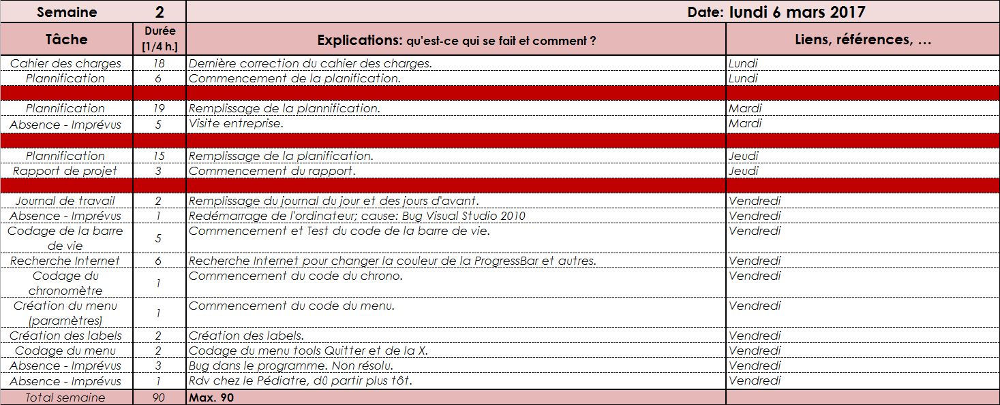 Semaine 2 Date: lundi 6 mars 2017
Tâche Durée [1/4 h.] Explications: qu'est-ce qui se fait et comment ? Liens, références, …
Cahier des charges 18 Dernière correction du cahier des charges. Lundi
Plannification 6 Commencement de la planification. Lundi
Plannification 19 Remplissage de la plannification. Mardi
Absence - Imprévus 5 Visite entreprise. Mardi
Plannification 15 Remplissage de la planification. Jeudi
Rapport de projet 3 Commencement du rapport. Jeudi
Journal de travail 2 Remplissage du journal du jour et des jours d'avant. Vendredi
Absence - Imprévus 1 Redémarrage de l'ordinateur; cause: Bug Visual Studio 2010 Vendredi
Codage de la barre de vie 5 Commencement et Test du code de la barre de vie. Vendredi
Recherche Internet 6 Recherche Internet pour changer la couleur de la ProgressBar et autres. Vendredi
Codage du chronomètre 1 Commencement du code du chrono. Vendredi
Création du menu (paramètres) 1 Commencement du code du menu. Vendredi
Création des labels 2 Création des labels. Vendredi
Codage du menu 2 Codage du menu tools Quitter et de la X. Vendredi
Absence - Imprévus 3 Bug dans le programme. Non résolu. Vendredi
Absence - Imprévus 1 Rdv chez le Pédiatre, dû partir plus tôt. Vendredi
Total semaine 90 Max. 90